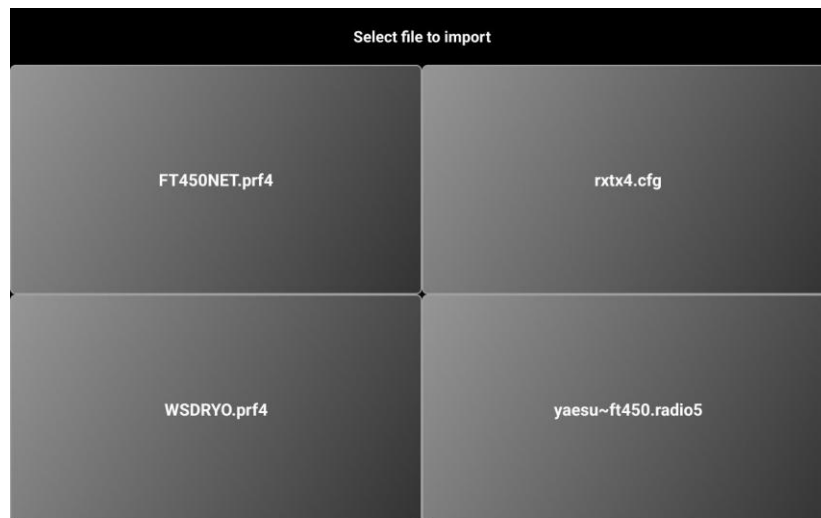 Select file to import
FT450NET.prf4
rxtx4.cfg
WSDRYO.prf4
yaesu~ft450.radio5